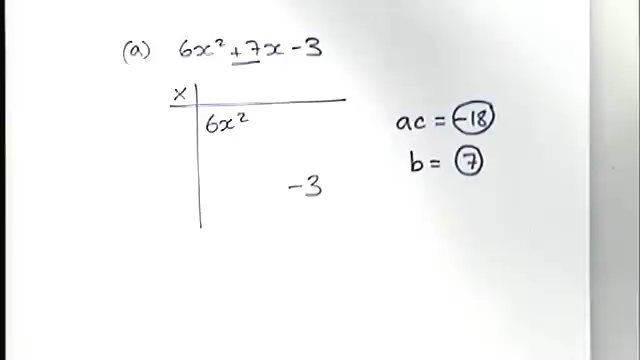 (a) 6x² + 7x - 3
×
6x²
-3
ac = -18
b = 7